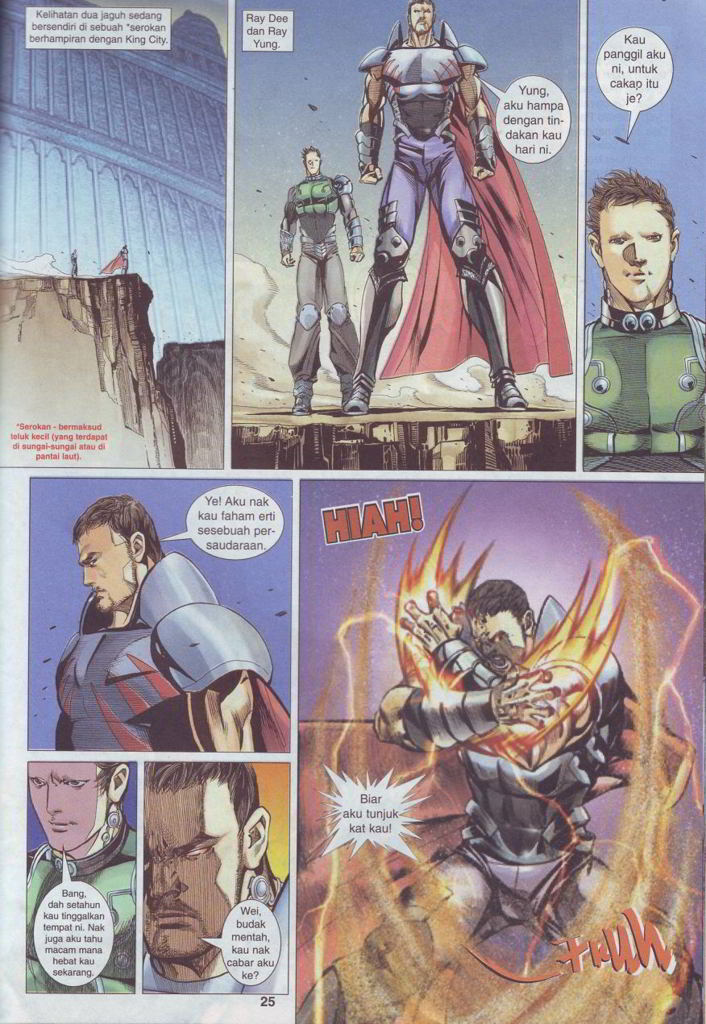 Kelihatan dua jaguh sedang
bersendiri di sebuah *serokan
berhampiran dengan King City.
*Serokan - bermaksud
teluk kecil (yang terdapat
di sungai-sungai atau di
pantai laut).
Ray Dee
dan Ray
Yung.
Yung,
aku hampa
dengan tin-
dakan kau
hari ni.
Kau
panggil aku
ni, untuk
cakap itu
je?
Ye! Aku nak
kau faham erti
sesebuah per-
saudaraan.
Bang,
dah setahun
kau tinggalkan
tempat ni. Nak
juga aku tahu
macam mana
hebat kau
sekarang.
Wei,
budak
mentah,
kau nak
cabar aku
ke?
HIAH!
Biar
aku tunjuk
kat kau!
25